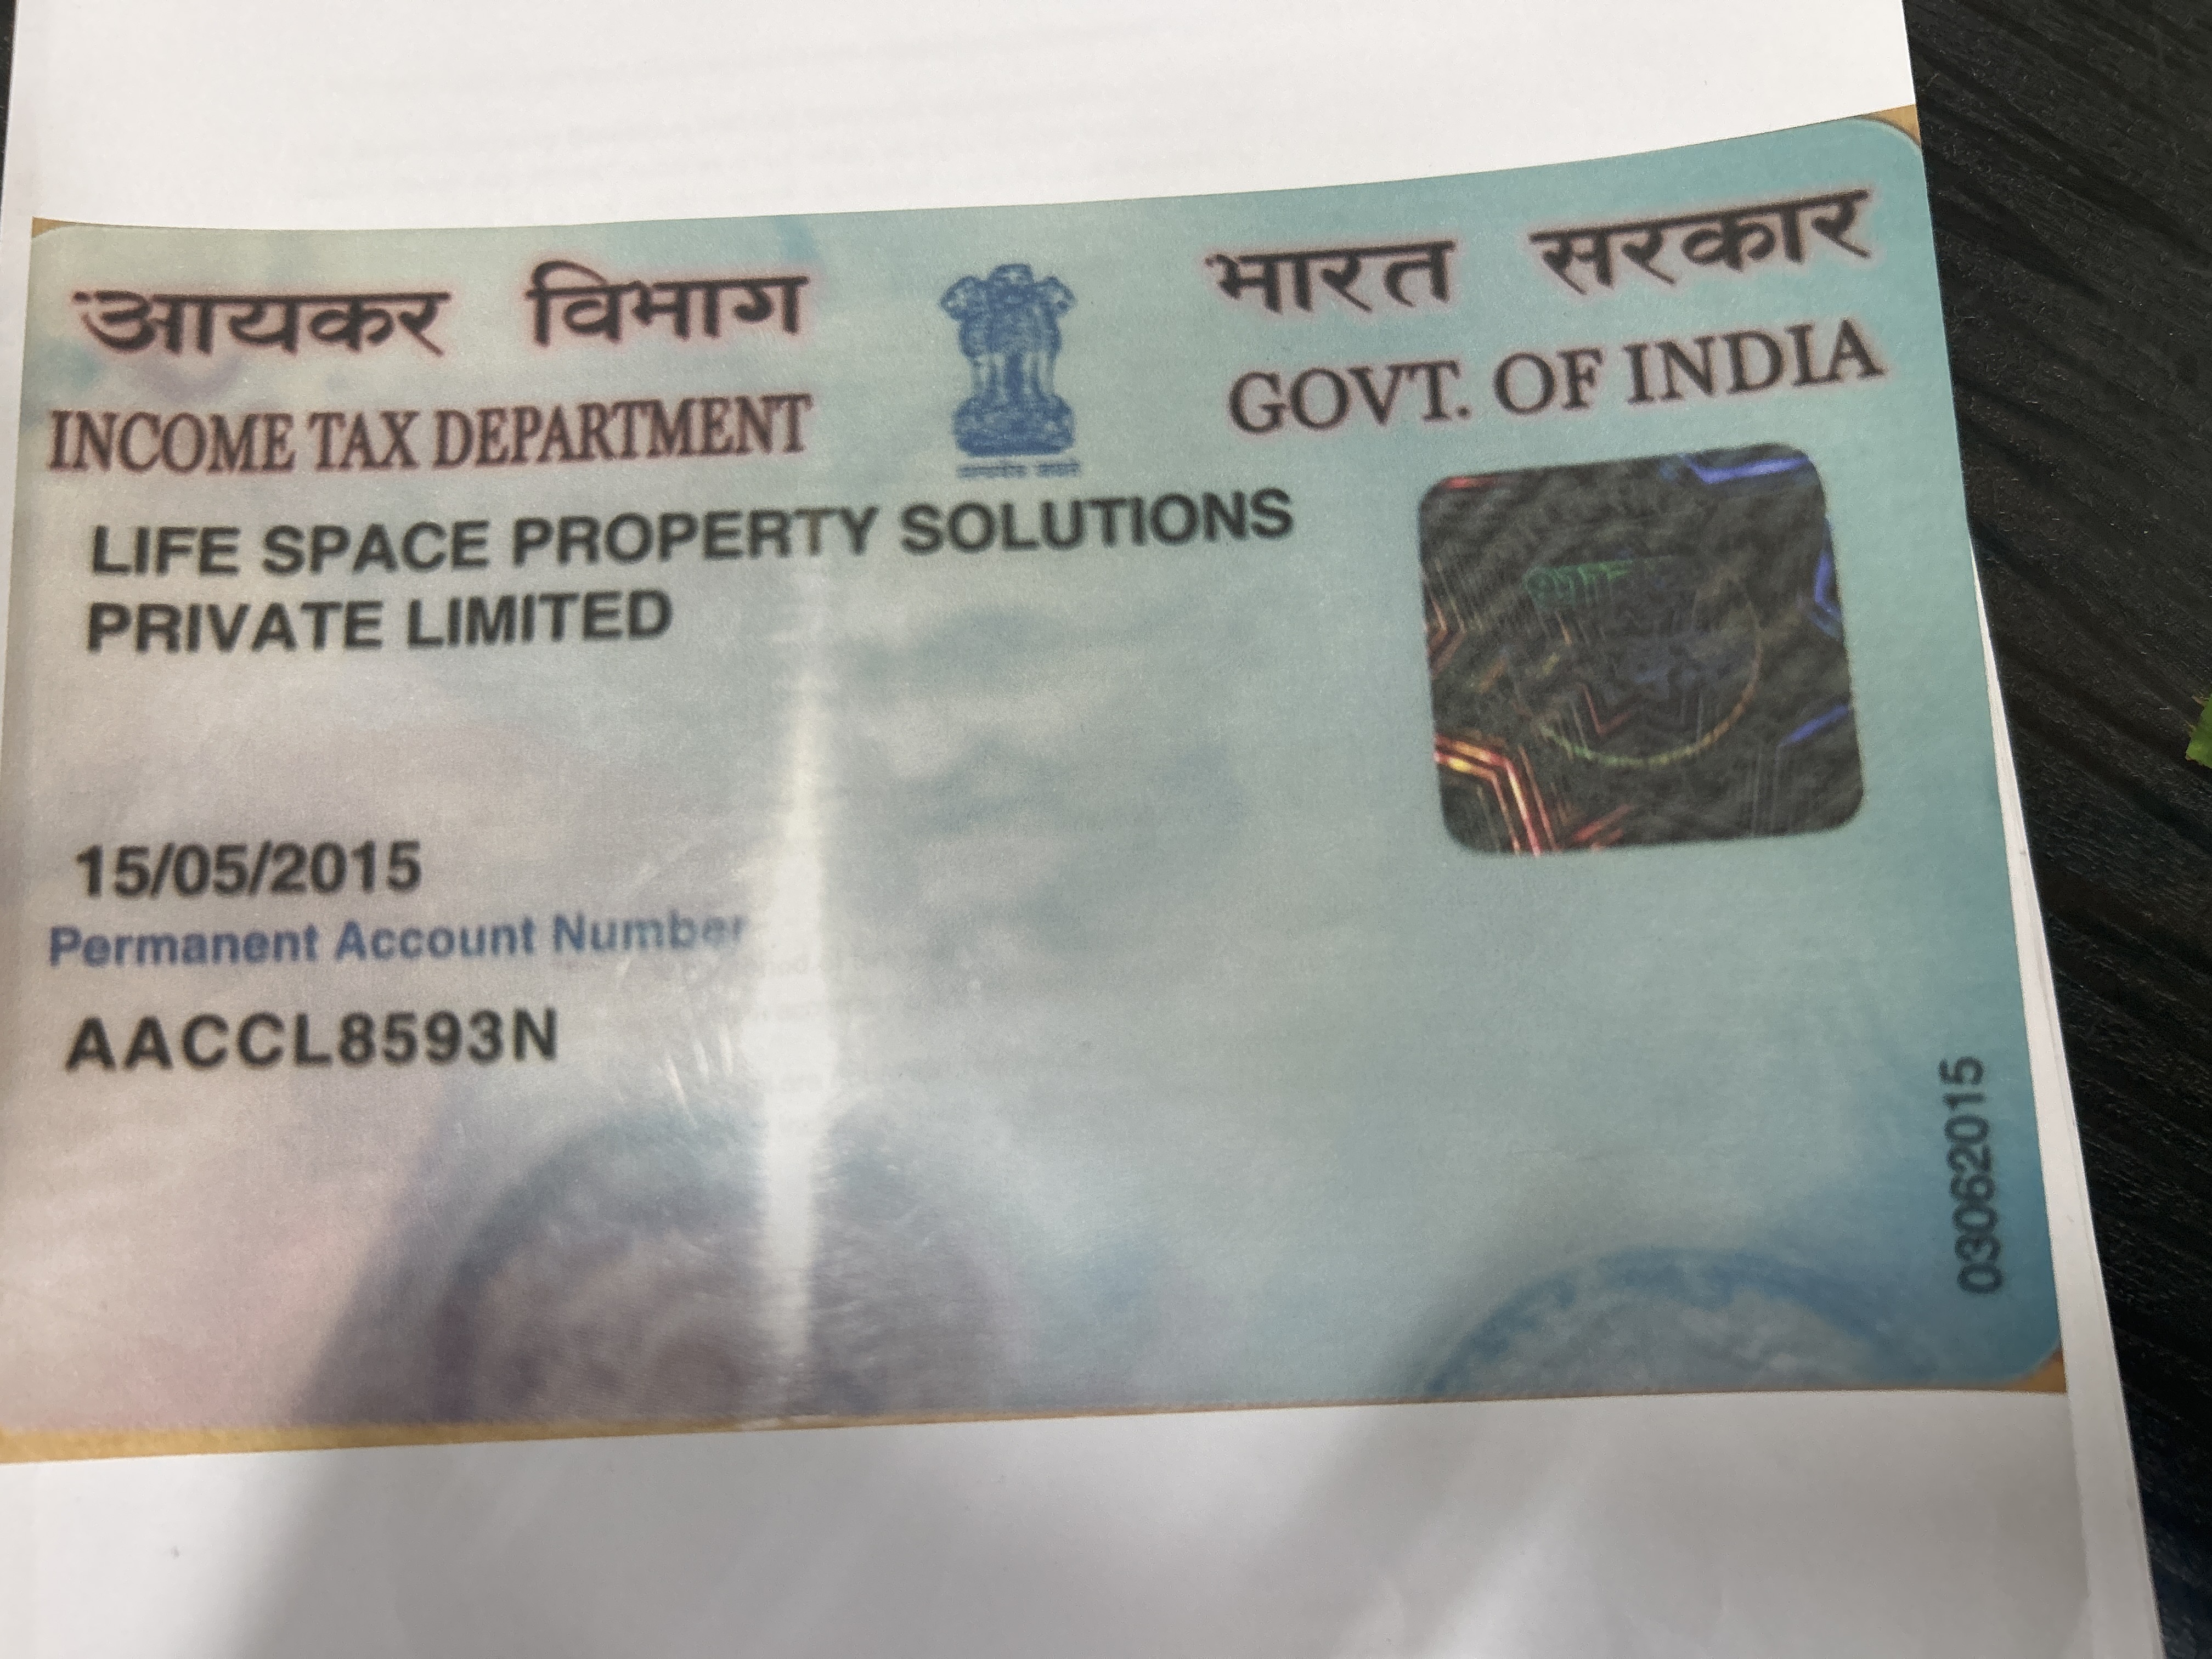 आयकर विभाग
INCOME TAX DEPARTMENT
भारत सरकार
GOVT. OF INDIA
LIFE SPACE PROPERTY SOLUTIONS
PRIVATE LIMITED
15/05/2015
Permanent Account Number
AACCL8593N
03062015